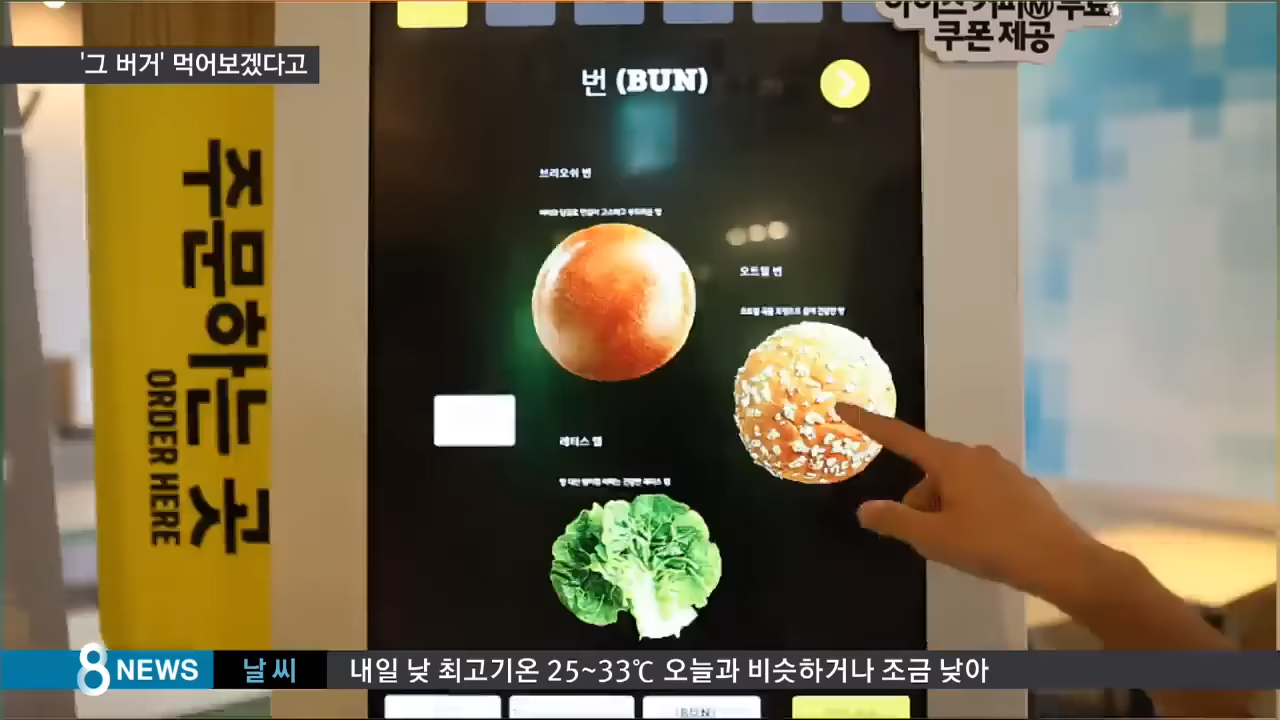 쿠폰 제공
'그 버거' 먹어보겠다고
번 (BUN)
브리오쉬 번
오트밀 번
레터스 랩
주문하는 곳
ORDER HERE
8 NEWS
날씨
내일 낮 최고기온 25~33℃ 오늘과 비슷하거나 조금 낮아
(BUN)